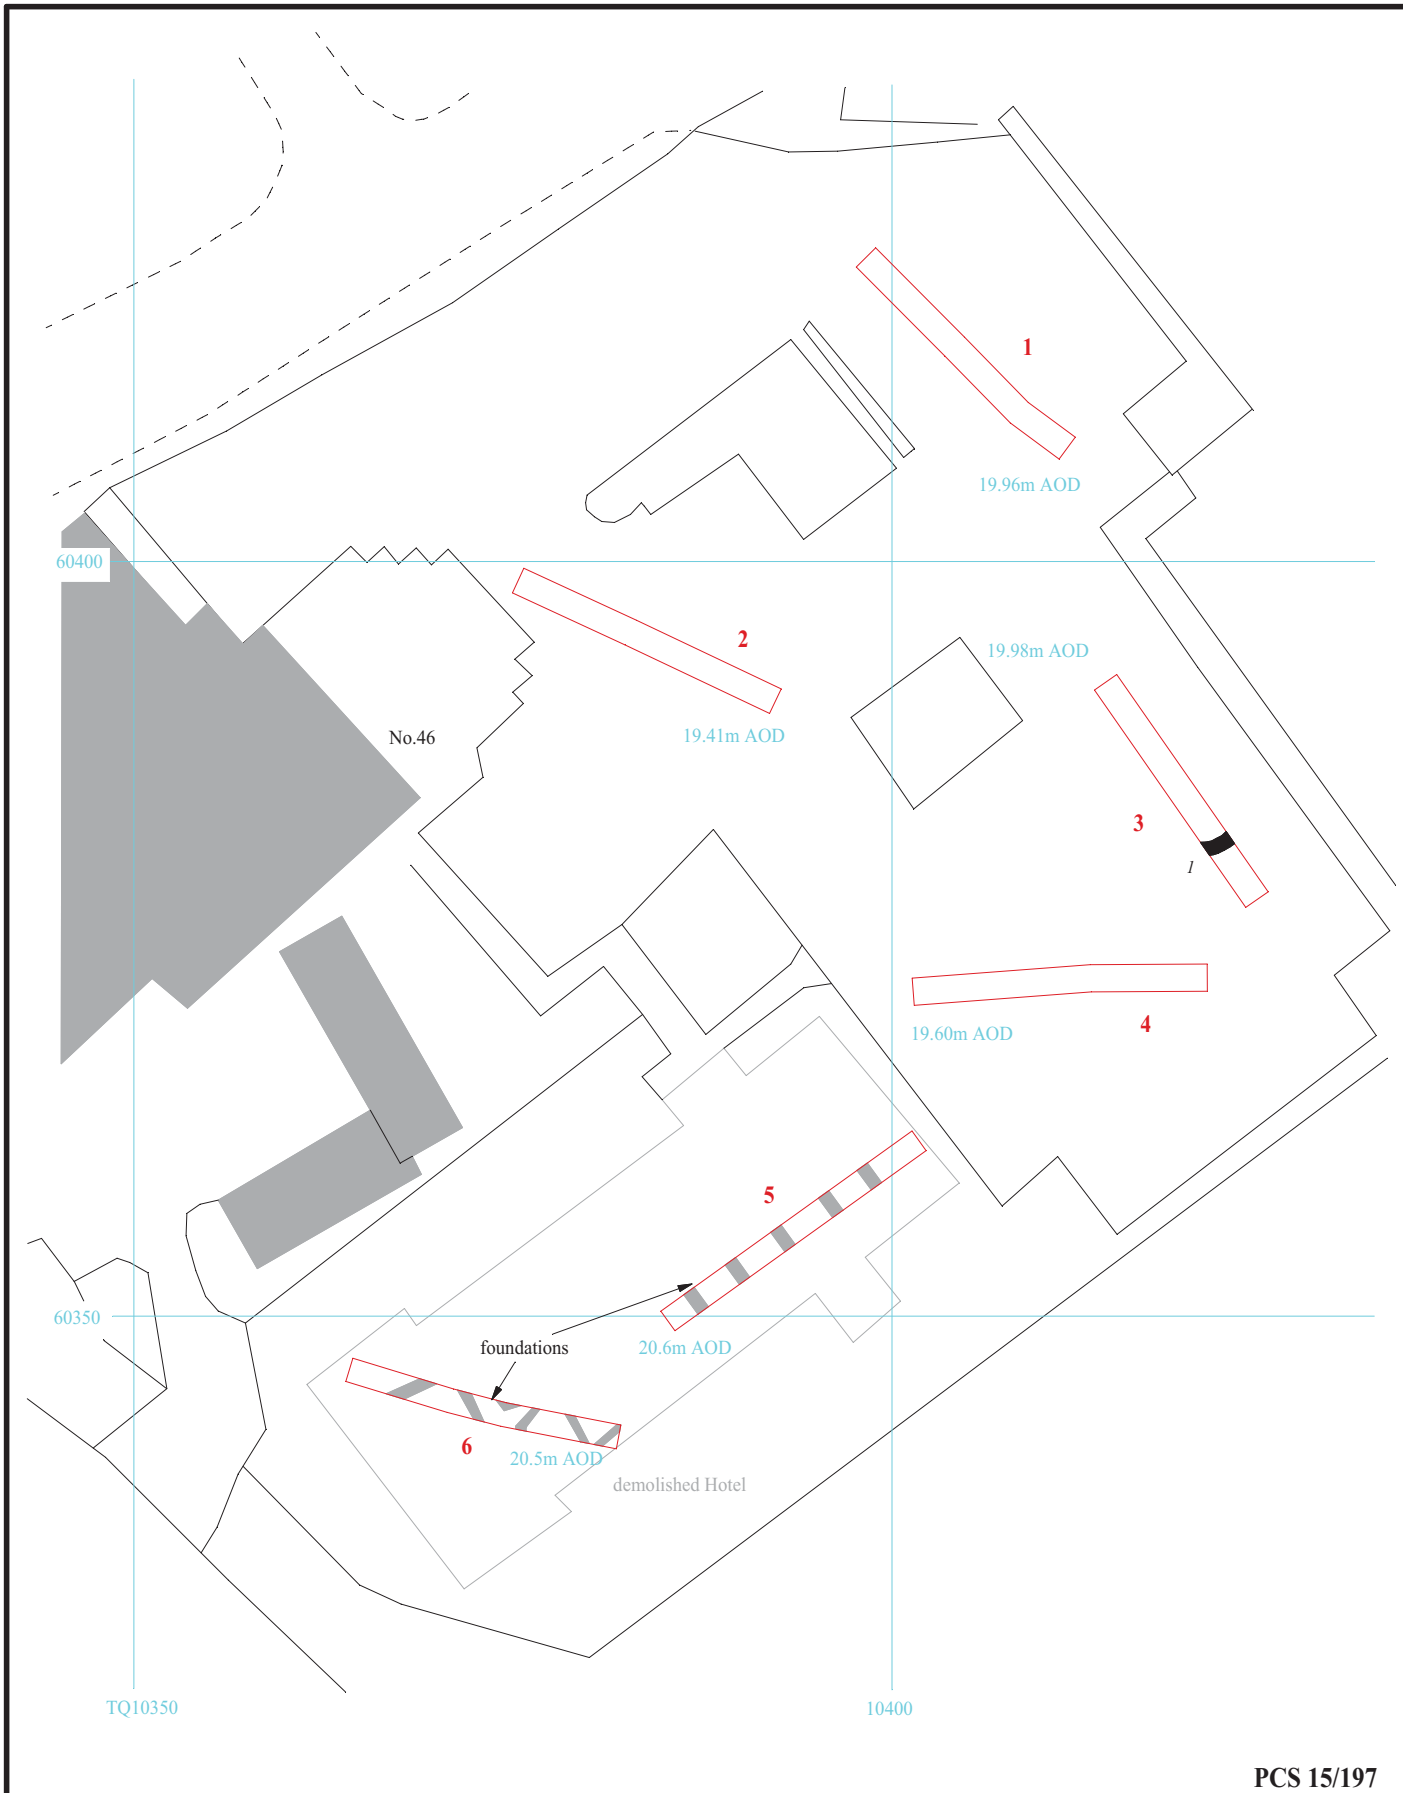 1
19.96m AOD
60400
2
19.98m AOD
No.46
19.41m AOD
3
1
4
19.60m AOD
5
60350
foundations
20.6m AOD
6
20.5m AOD
demolished Hotel
TQ10350
10400
PCS 15/197